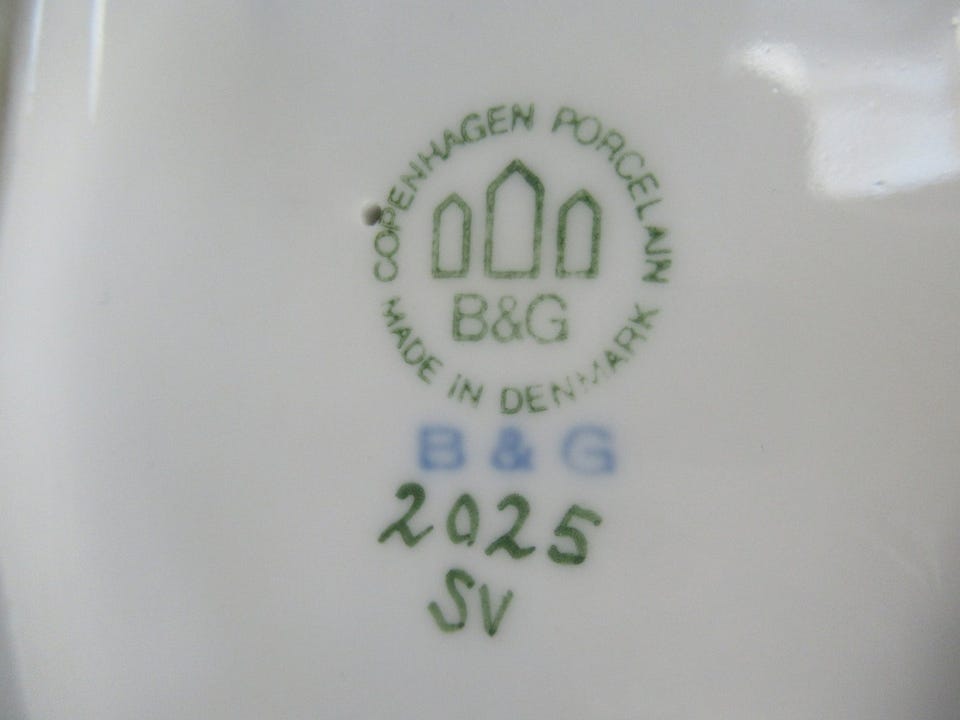 COPENHAGEN PORCELAIN
B&G
MADE IN DENMARK
B & G
2025
SV